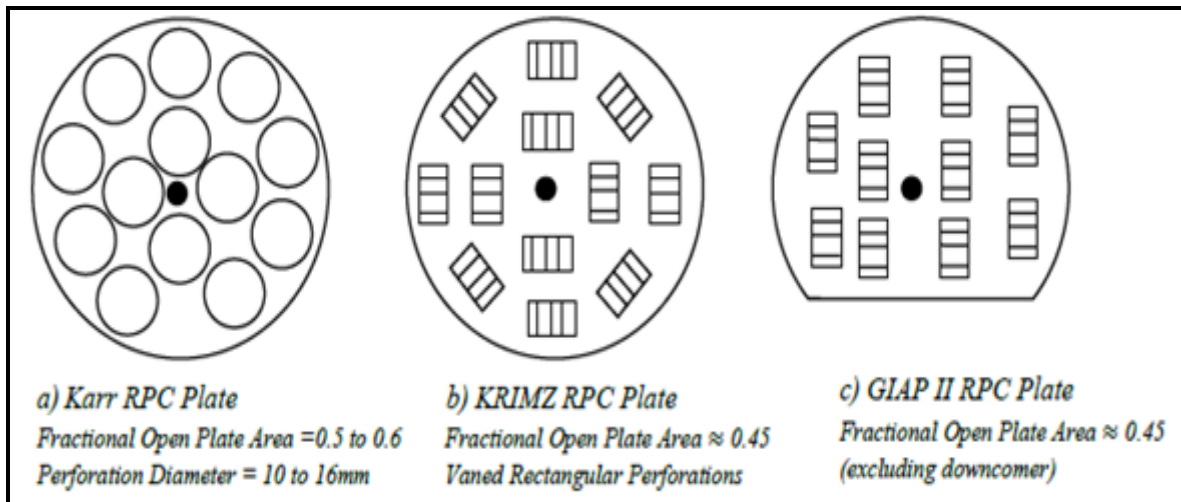 a) Karr RPC Plate
Fractional Open Plate Area =0.5 to 0.6
Perforation Diameter = 10 to 16mm
b) KRIMZ RPC Plate
Fractional Open Plate Area ≈ 0.45
Vaned Rectangular Perforations
c) GIAP II RPC Plate
Fractional Open Plate Area ≈ 0.45
(excluding downcomer)